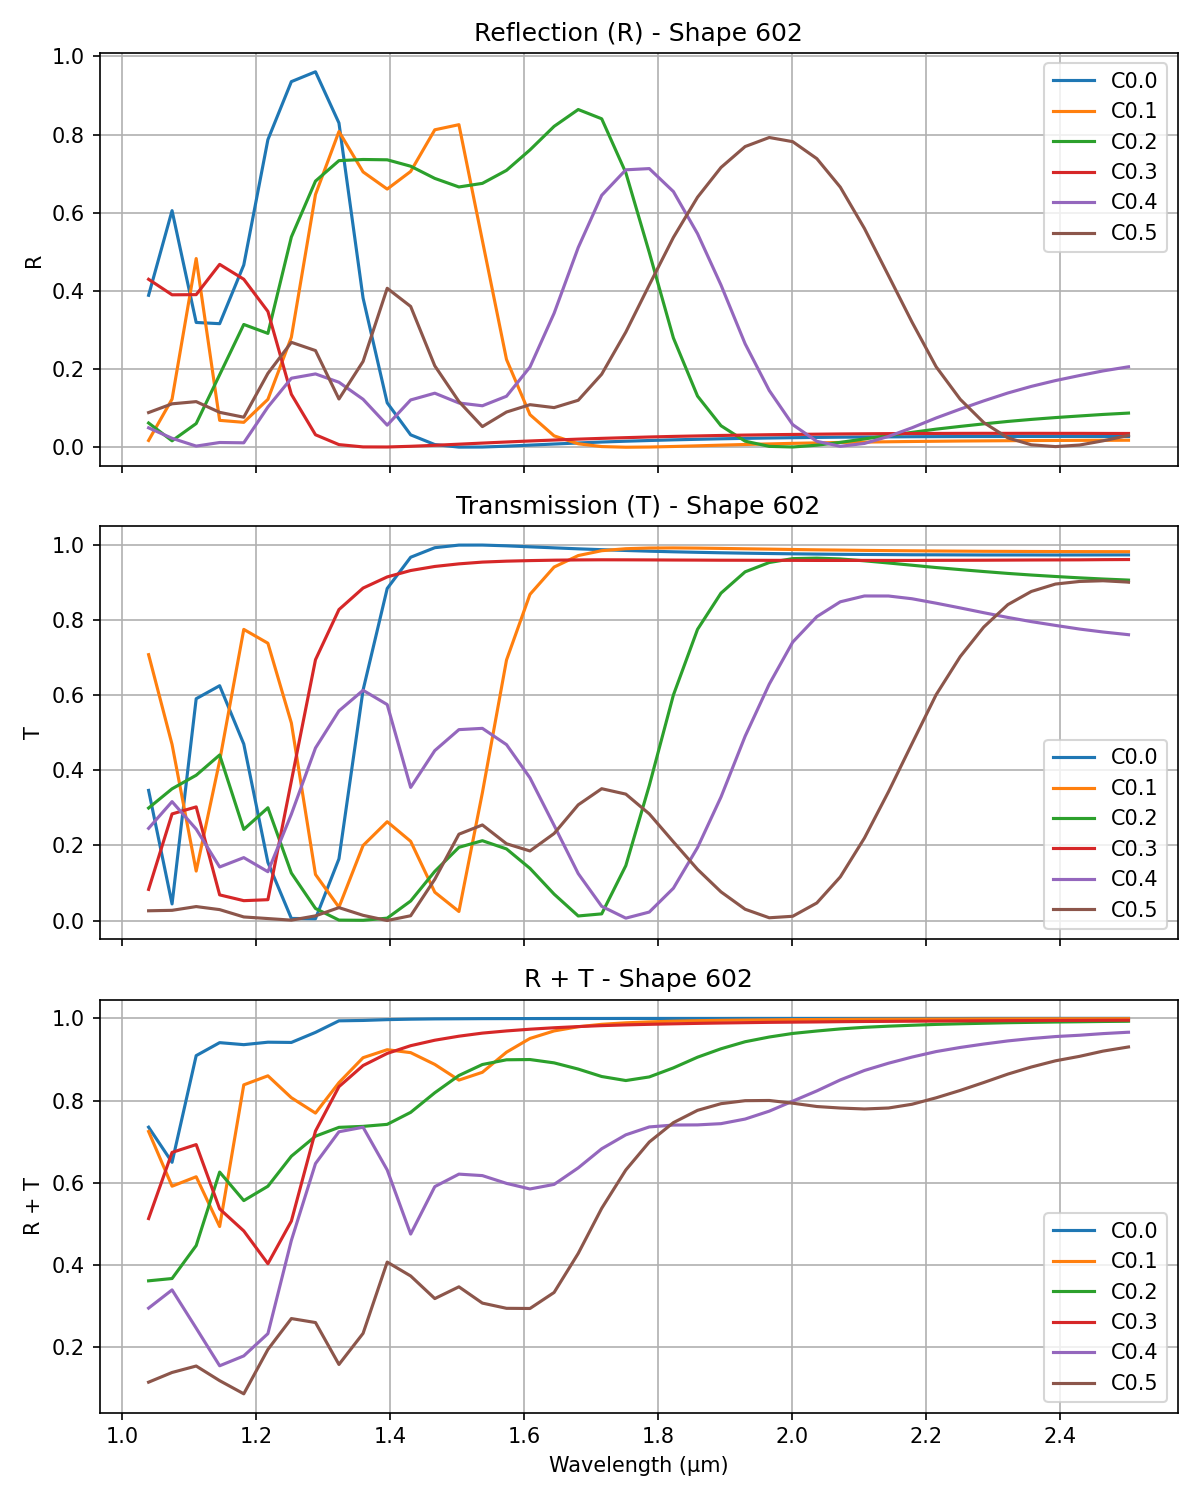 Reflection (R) - Shape 602
1.0
0.8
0.6
0.4
0.2
0.0
R
C0.0
C0.1
C0.2
C0.3
C0.4
C0.5
Transmission (T) - Shape 602
1.0
0.8
0.6
0.4
0.2
0.0
T
C0.0
C0.1
C0.2
C0.3
C0.4
C0.5
R + T - Shape 602
1.0
0.8
0.6
0.4
0.2
R + T
C0.0
C0.1
C0.2
C0.3
C0.4
C0.5
1.0 1.2 1.4 1.6 1.8 2.0 2.2 2.4
Wavelength (μm)